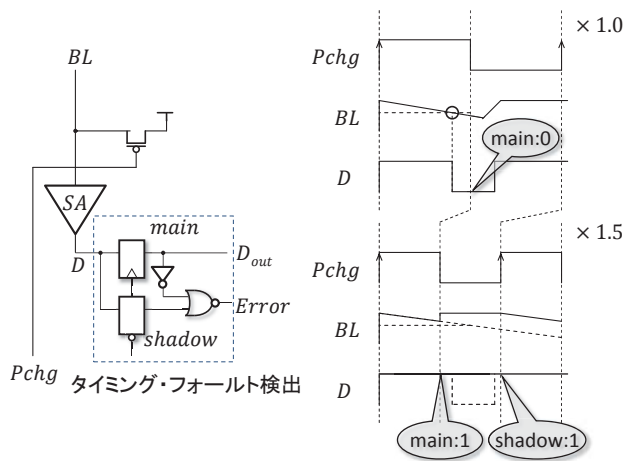 BL
SA
main
D
D_out
Error
shadow
Pchg
タイミング・フォールト検出
× 1.0
Pchg
BL
main:0
D
× 1.5
Pchg
BL
D
main:1
shadow:1